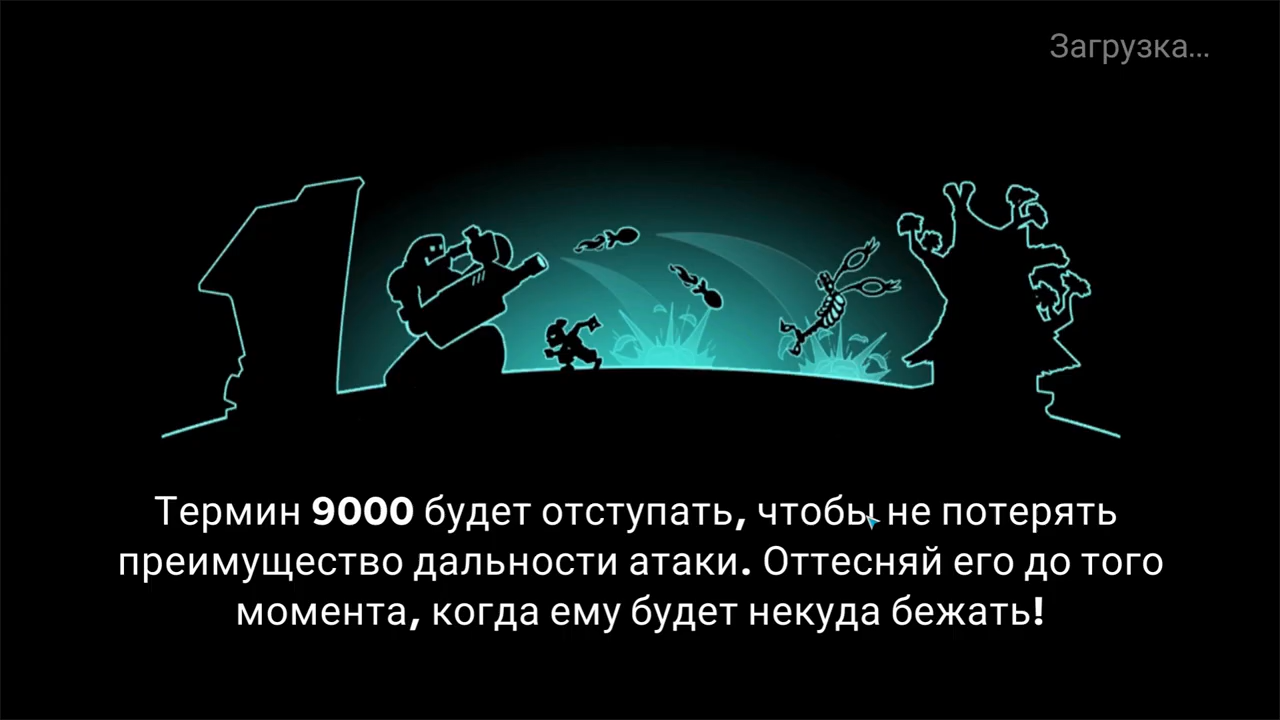 Загрузка...
Термин 9000 будет отступать, чтобы не потерять
преимущество дальности атаки. Оттесняй его до того
момента, когда ему будет некуда бежать!